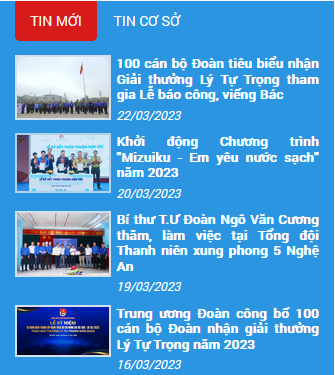 TIN MỚI TIN CƠ SỞ
100 cán bộ Đoàn tiêu biểu nhận
Giải thưởng Lý Tự Trọng tham
gia Lễ báo công, viếng Bác
22/03/2023
Khởi động Chương trình
"Mizuiku - Em yêu nước sạch"
năm 2023
20/03/2023
Bí thư T.Ư Đoàn Ngô Văn Cương
thăm, làm việc tại Tổng đội
Thanh niên xung phong 5 Nghệ
An
19/03/2023
LỄ KỶ NIỆM
Trung ương Đoàn công bố 100
cán bộ Đoàn nhận giải thưởng
Lý Tự Trọng năm 2023
16/03/2023